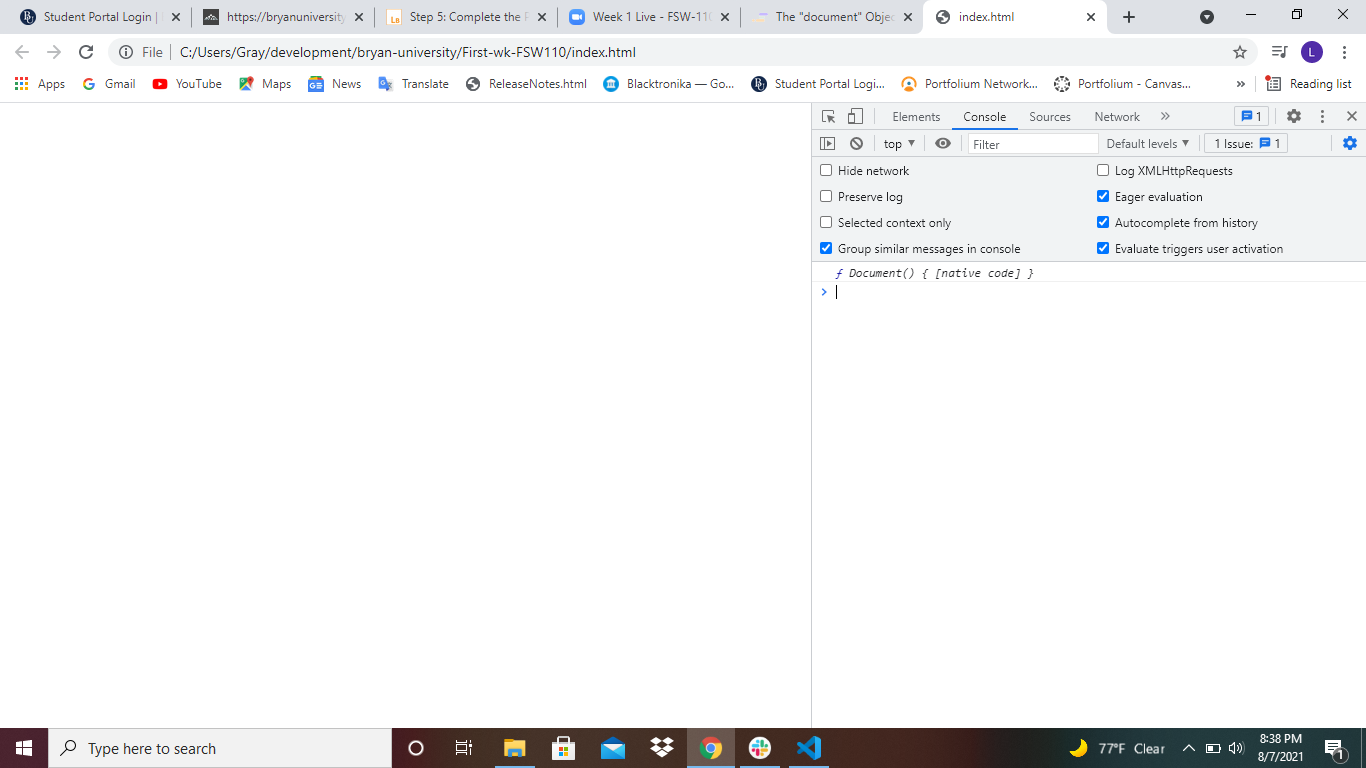 Student Portal Login |
https://bryanuniversity
Step 5: Complete the
Week 1 Live - FSW-110
The "document" Objec
index.html
File
C:/Users/Gray/development/bryan-university/First-wk-FSW110/index.html
L
Apps
Gmail
YouTube
Maps
News
Translate
ReleaseNotes.html
Blacktronika — Go...
Student Portal Logi...
Portfolium Network...
Portfolium - Canvas...
»
Reading list
Elements
Console
Sources
Network
»
1
top
Filter
Default levels
1 Issue:
1
Hide network
Log XMLHttpRequests
Preserve log
Eager evaluation
Selected context only
Autocomplete from history
Group similar messages in console
Evaluate triggers user activation
ƒ Document() { [native code] }
>
Type here to search
77°F Clear
8:38 PM
8/7/2021
1